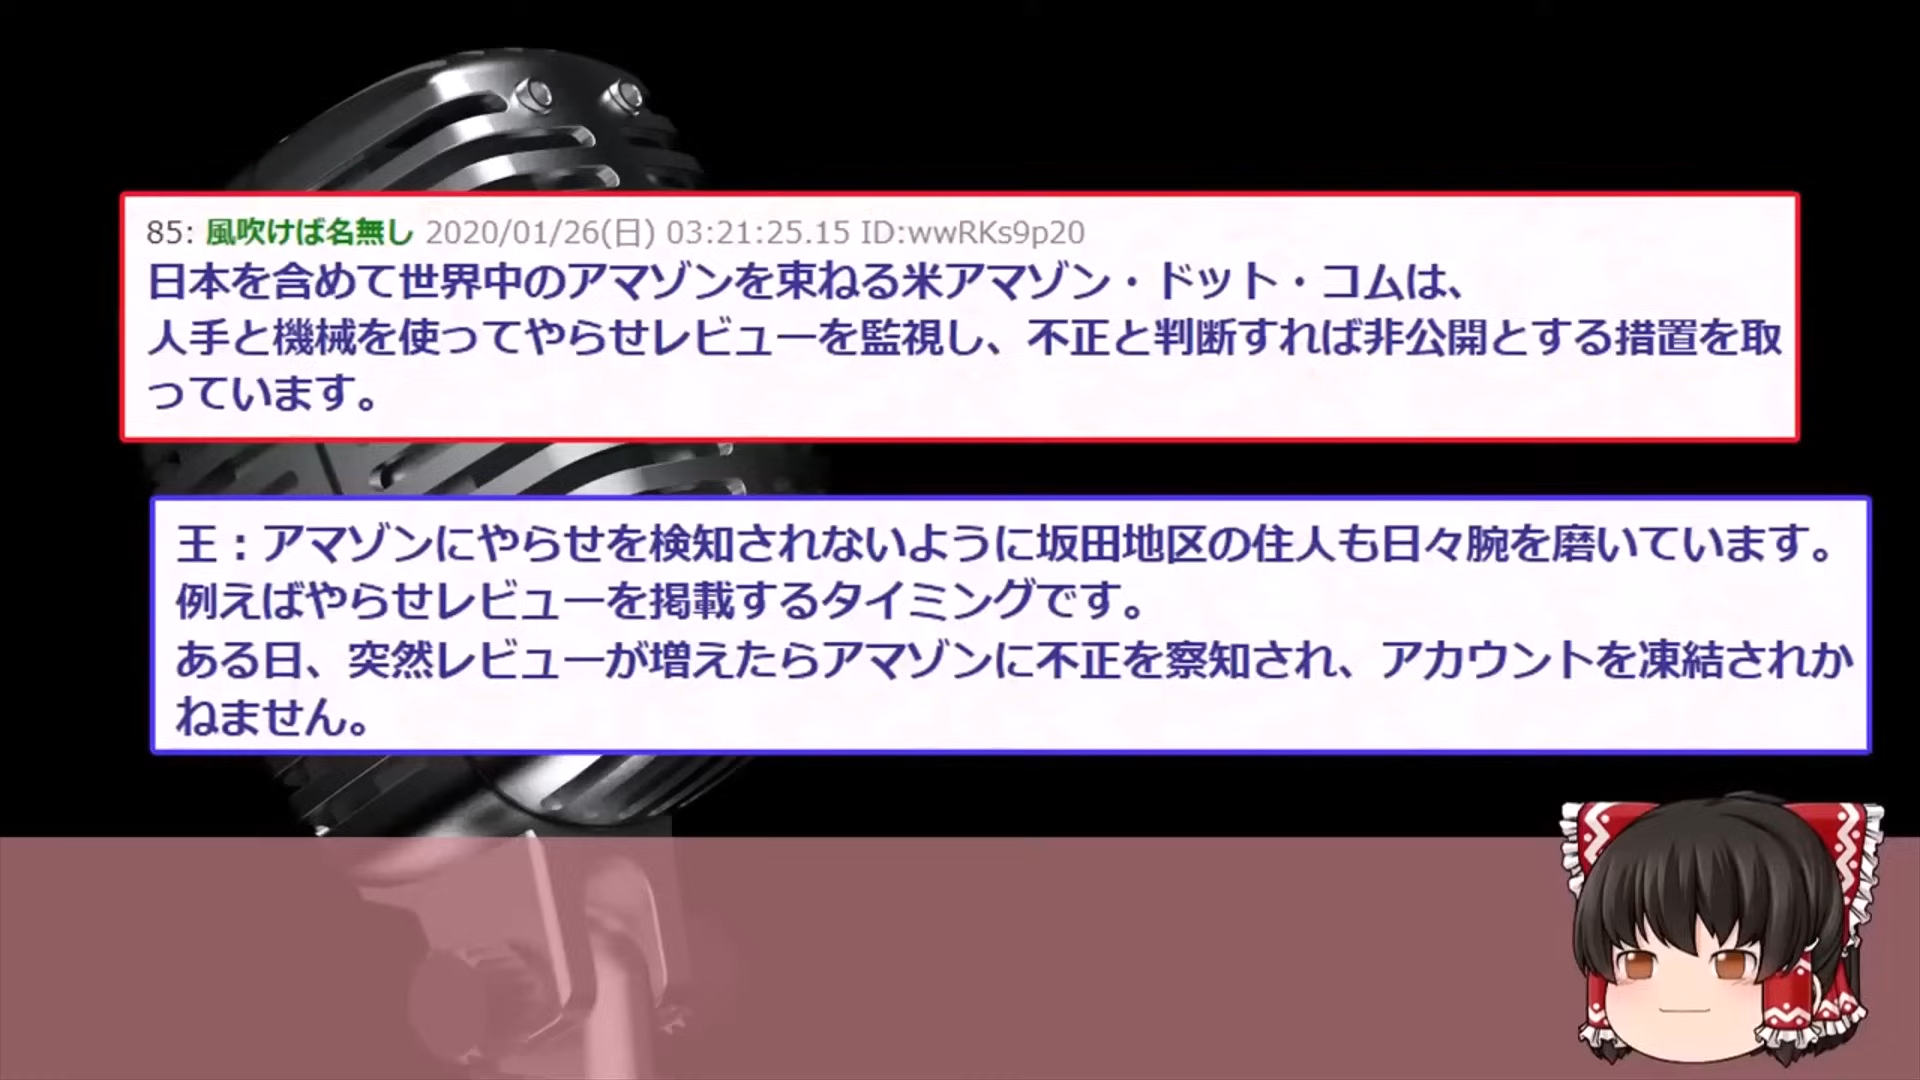 85: 風吹けば名無し 2020/01/26(日) 03:21:25.15 ID:wwRKs9p20
日本を含めて世界中のアマゾンを束ねる米アマゾン・ドット・コムは、
人手と機械を使ってやらせレビューを監視し、不正と判断すれば非公開とする措置を取
っています。
王：アマゾンにやらせを検知されないように坂田地区の住人も日々腕を磨いています。
例えばやらせレビューを掲載するタイミングです。
ある日、突然レビューが増えたらアマゾンに不正を察知され、アカウントを凍結されか
ねません。